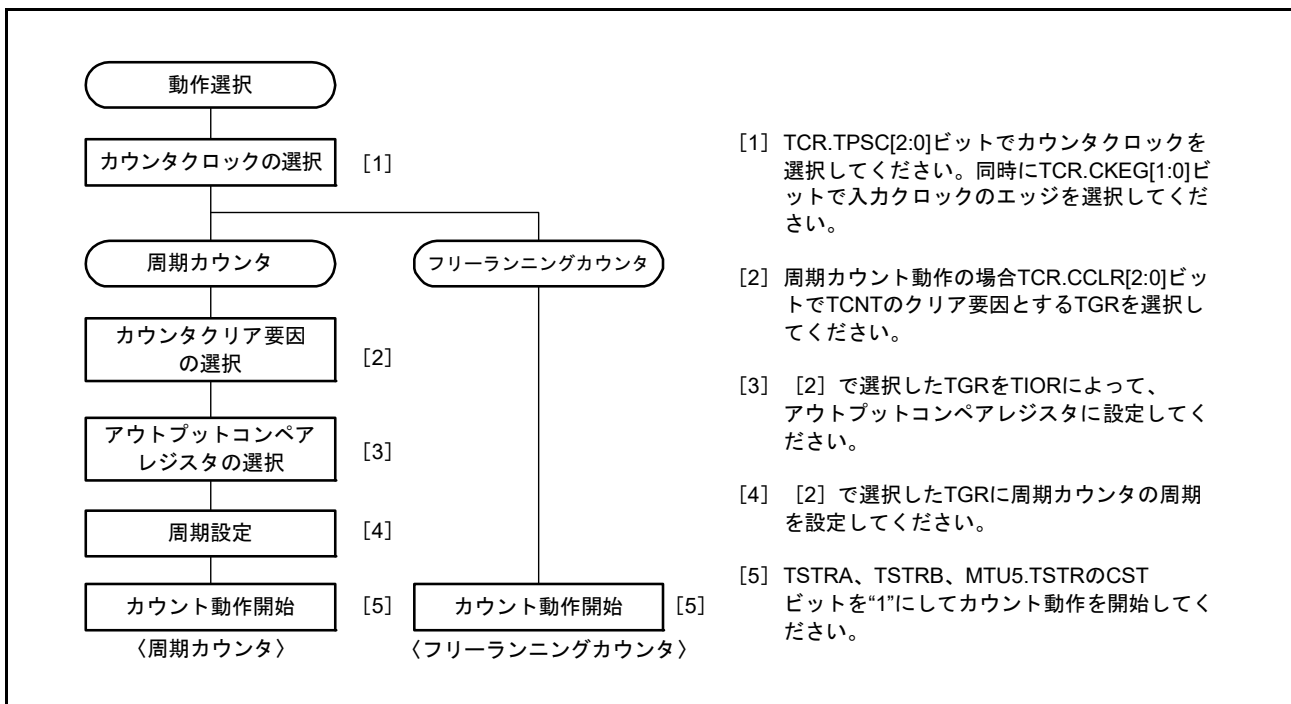 動作選択
カウンタクロックの選択
[1]
周期カウンタ
フリーランニングカウンタ
カウンタクリア要因
の選択
[2]
アウトプットコンペア
レジスタの選択
[3]
周期設定
[4]
カウント動作開始
[5]
カウント動作開始
[5]
〈周期カウンタ〉
〈フリーランニングカウンタ〉
[1] TCR.TPSC[2:0]ビットでカウンタクロックを
選択してください。同時にTCR.CKEG[1:0]ビ
ットで入力クロックのエッジを選択してくだ
さい。
[2] 周期カウント動作の場合TCR.CCLR[2:0]ビッ
トでTCNTのクリア要因とするTGRを選択し
てください。
[3] [2]で選択したTGRをTIORによって、
アウトプットコンペアレジスタに設定してく
ださい。
[4] [2]で選択したTGRに周期カウンタの周期
を設定してください。
[5] TSTRA、TSTRB、MTU5.TSTRのCST
ビットを“1”にしてカウント動作を開始してく
ださい。